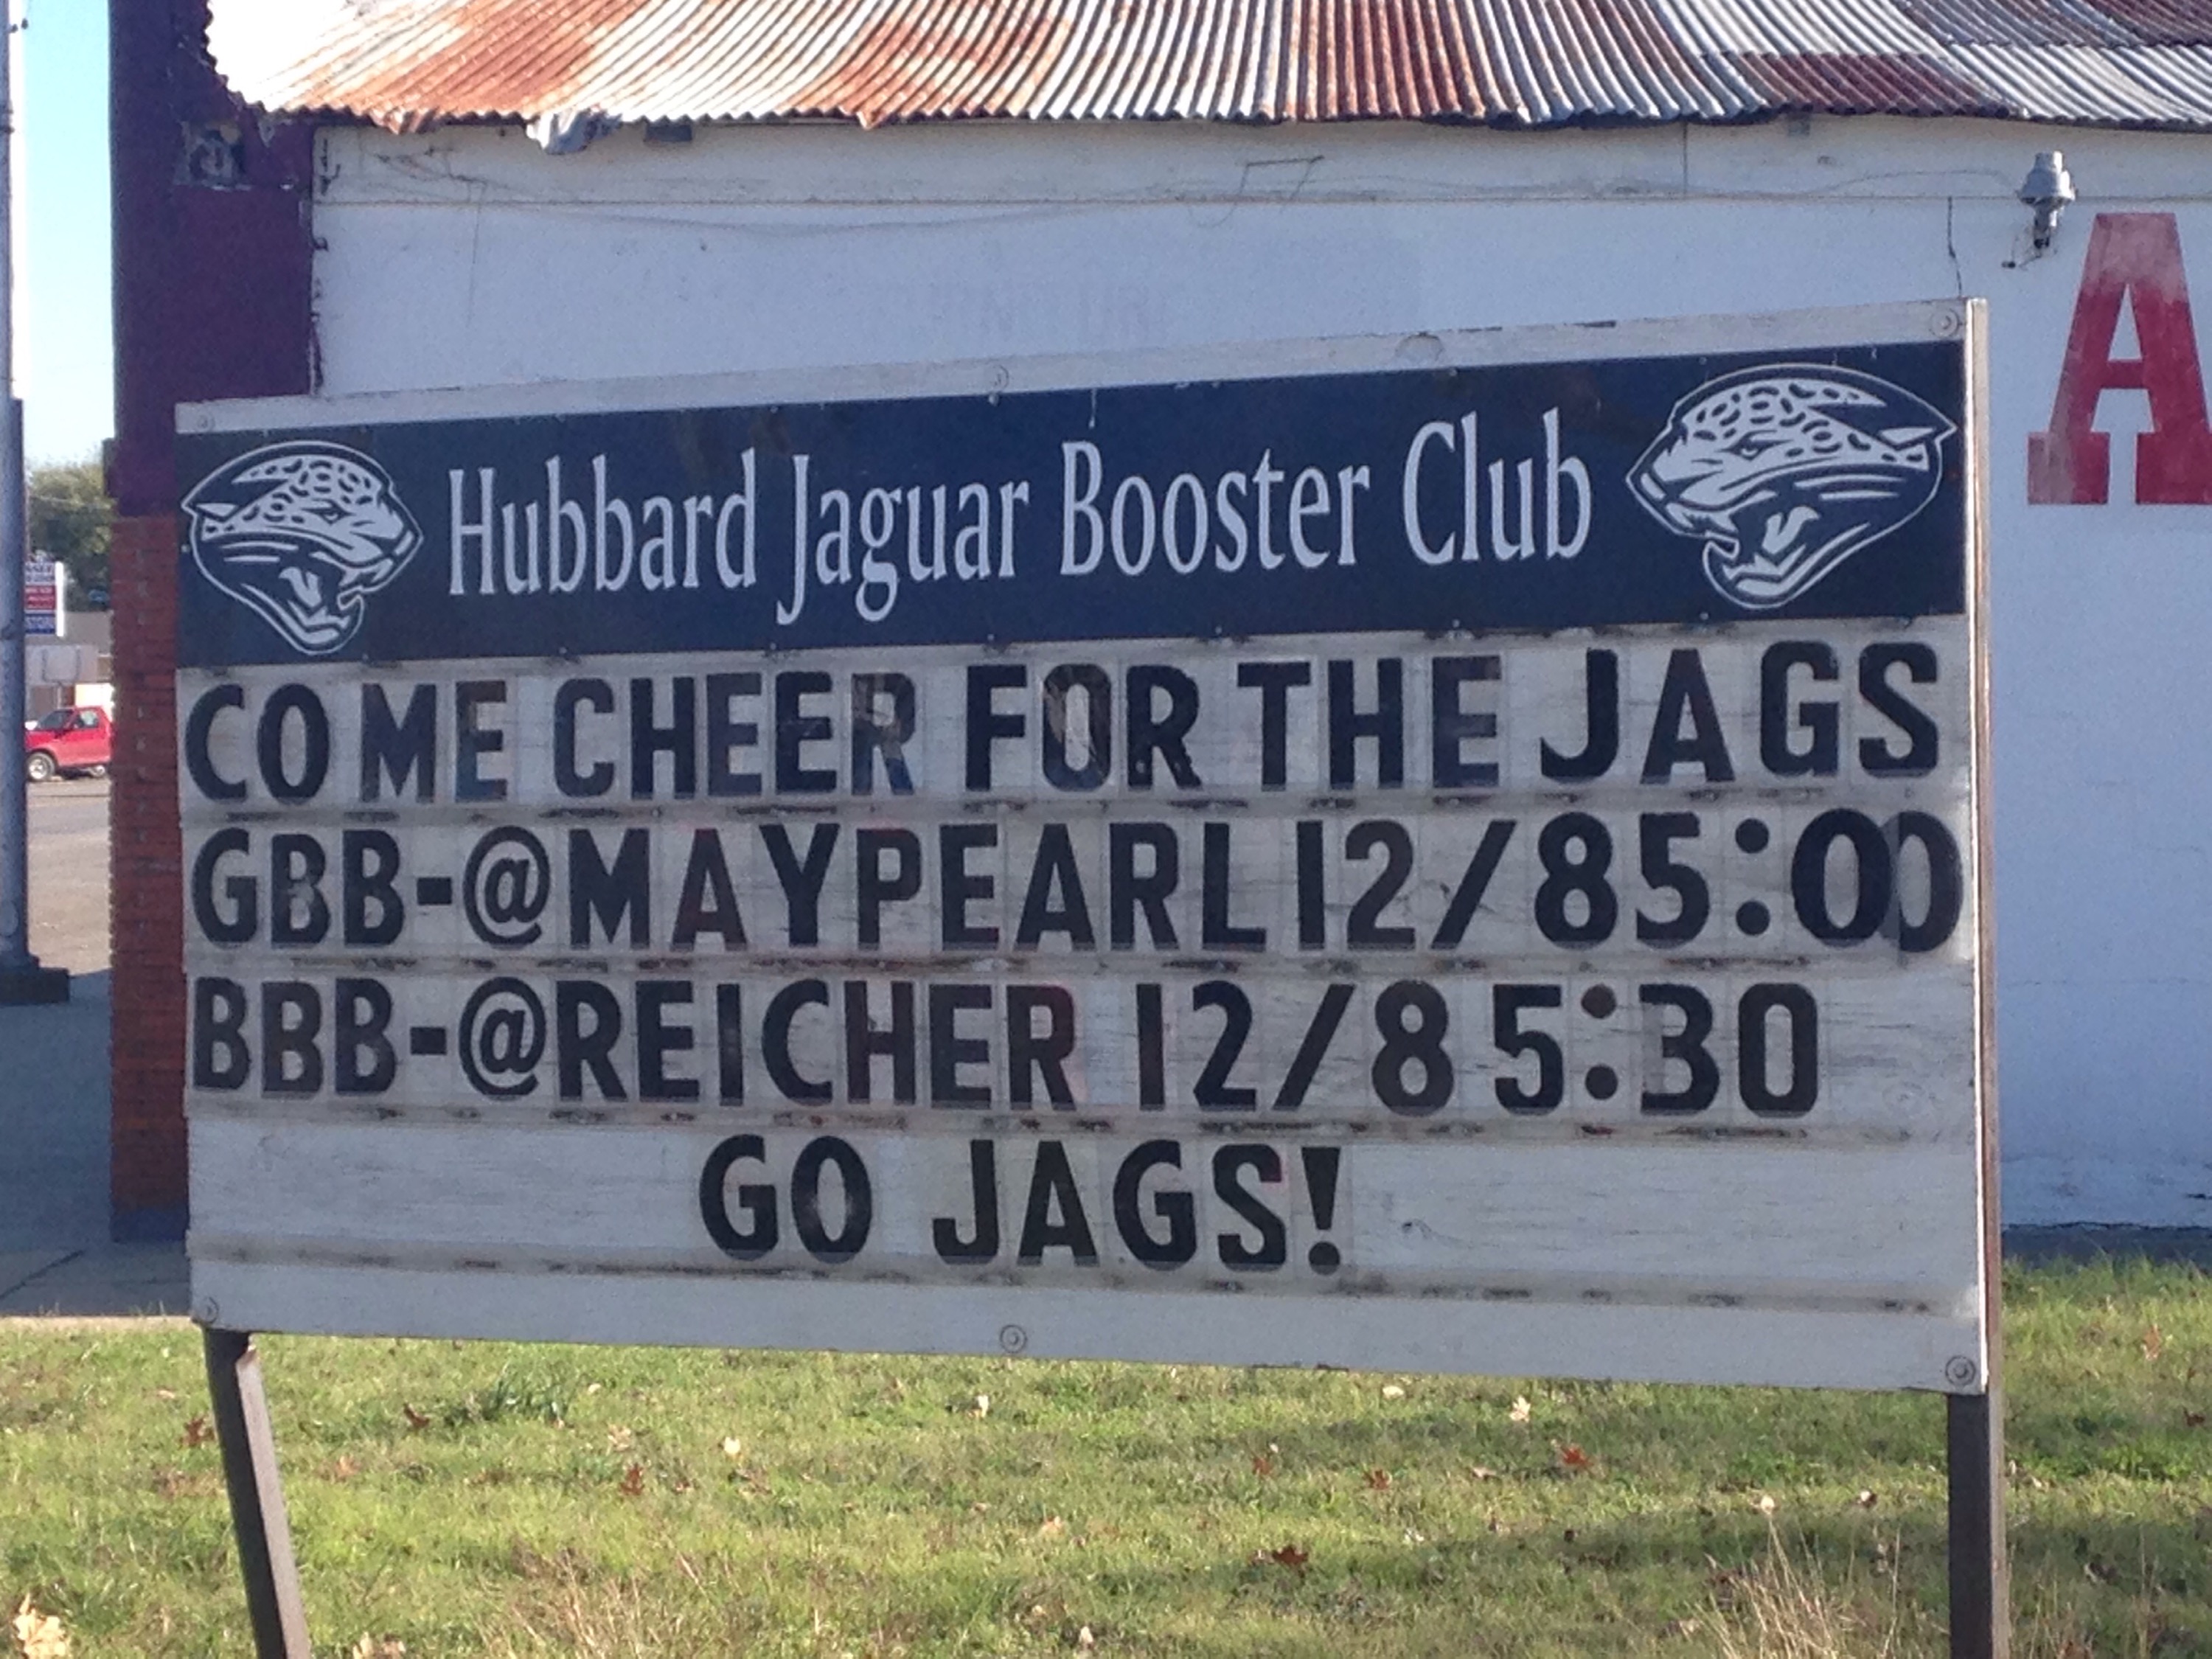 Hubbard Jaguar Booster Club
COME CHEER FOR THE JAGS
GBB-@MAYPEARL 12/8 5:00
BBB-@REICHER 12/8 5:30
GO JAGS!
A